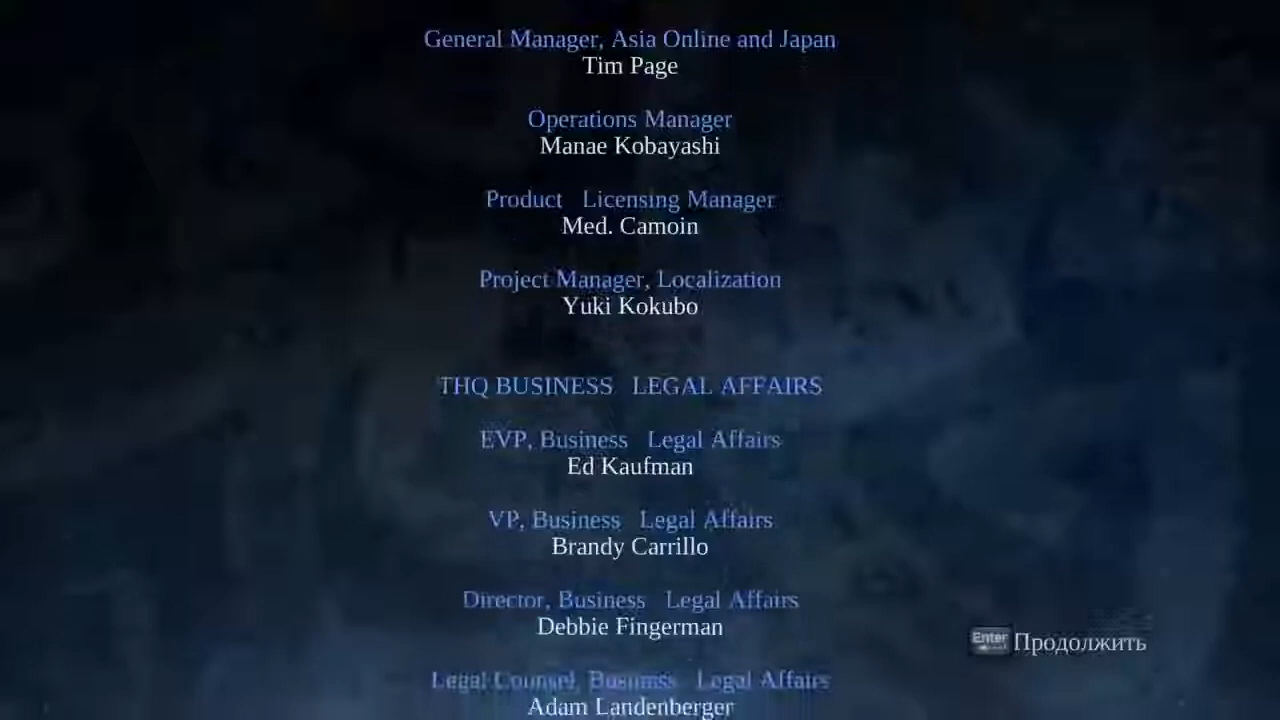 General Manager, Asia Online and Japan
Tim Page
Operations Manager
Manae Kobayashi
Product Licensing Manager
Med. Camoin
Project Manager, Localization
Yuki Kokubo
THQ BUSINESS LEGAL AFFAIRS
EVP, Business Legal Affairs
Ed Kaufman
VP, Business Legal Affairs
Brandy Carrillo
Director, Business Legal Affairs
Debbie Fingerman
Enter Продолжить
Legal Counsel, Business Legal Affairs
Adam Landenberger